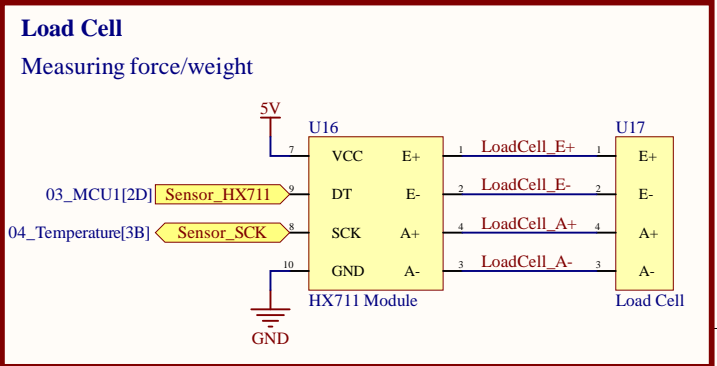 Load Cell
Measuring force/weight
5V
U16
U17
7 VCC E+ 1 LoadCell_E+ 1 E+
03_MCU1[2D] Sensor_HX711 9 DT E- 2 LoadCell_E- 2 E-
04_Temperature[3B] Sensor_SCK 8 SCK A+ 4 LoadCell_A+ 4 A+
10 GND A- 3 LoadCell_A- 3 A-
HX711 Module
Load Cell
GND